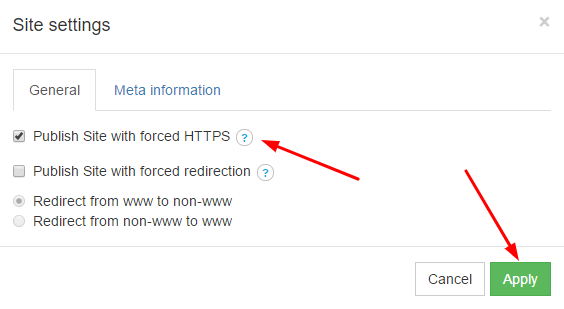 Site settings ×
General Meta information
Publish Site with forced HTTPS ?
Publish Site with forced redirection ?
Redirect from www to non-www
Redirect from non-www to www
Cancel Apply